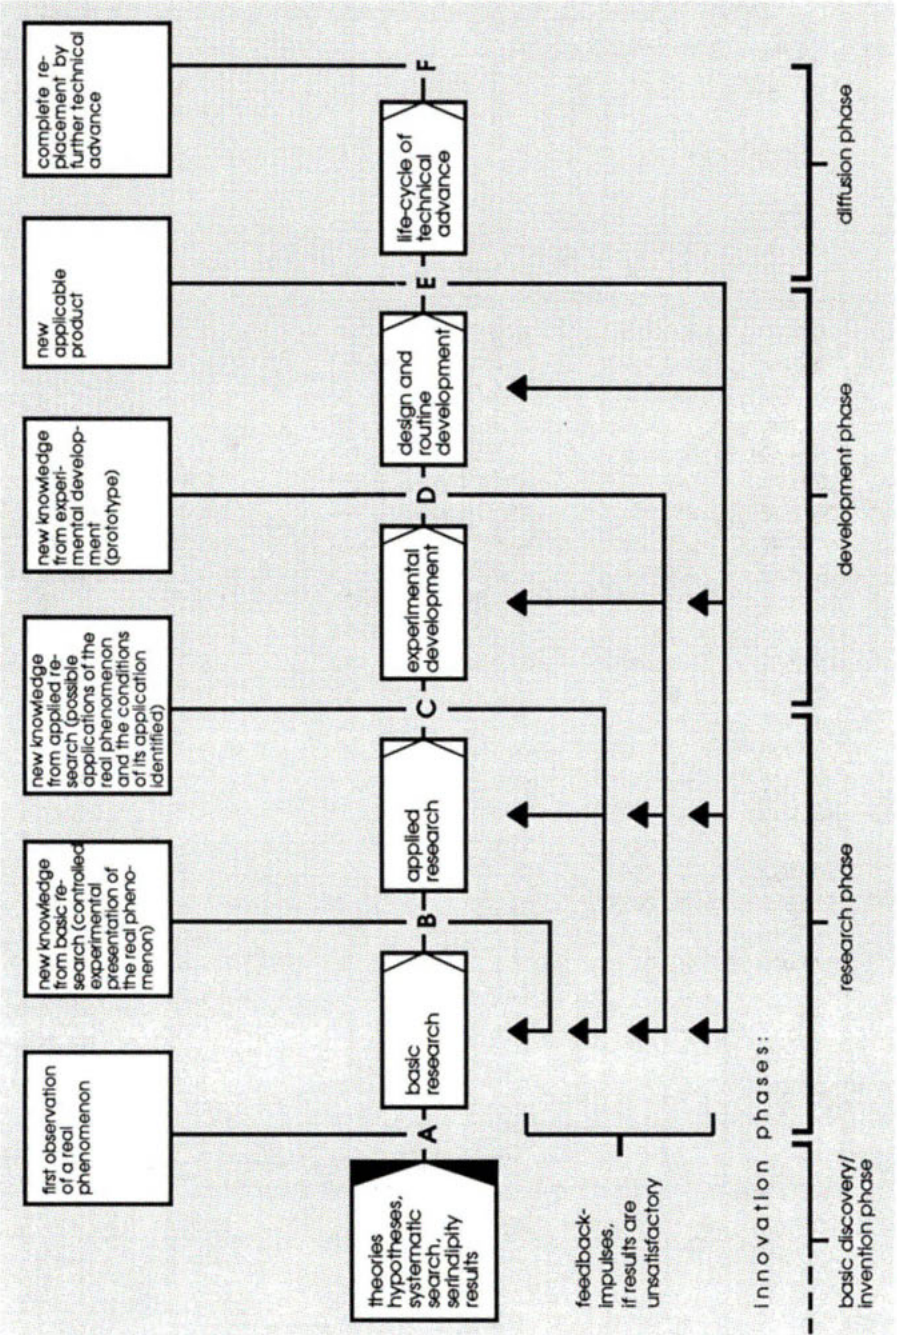 first observation
of a real
phenomenon
new knowledge
from basic re-
search (controlled
experimental
presentation of
the real pheno-
menon)
new knowledge
from applied re-
search (possible
applications of the
real phenomenon
and the conditions
of its application
identified)
new knowledge
from experi-
mental develop-
ment
(prototype)
new
applicable
product
complete re-
placement by
further technical
advance
theories
hypotheses,
systematic
search,
serindipity
results
A
basic
research
B
applied
research
C
experimental
development
D
design and
routine
development
E
life-cycle of
technical
advance
F
feedback-
impulses,
if results are
unsatisfactory
innovation phases:
basic discovery/
invention phase
research phase
development phase
diffusion phase